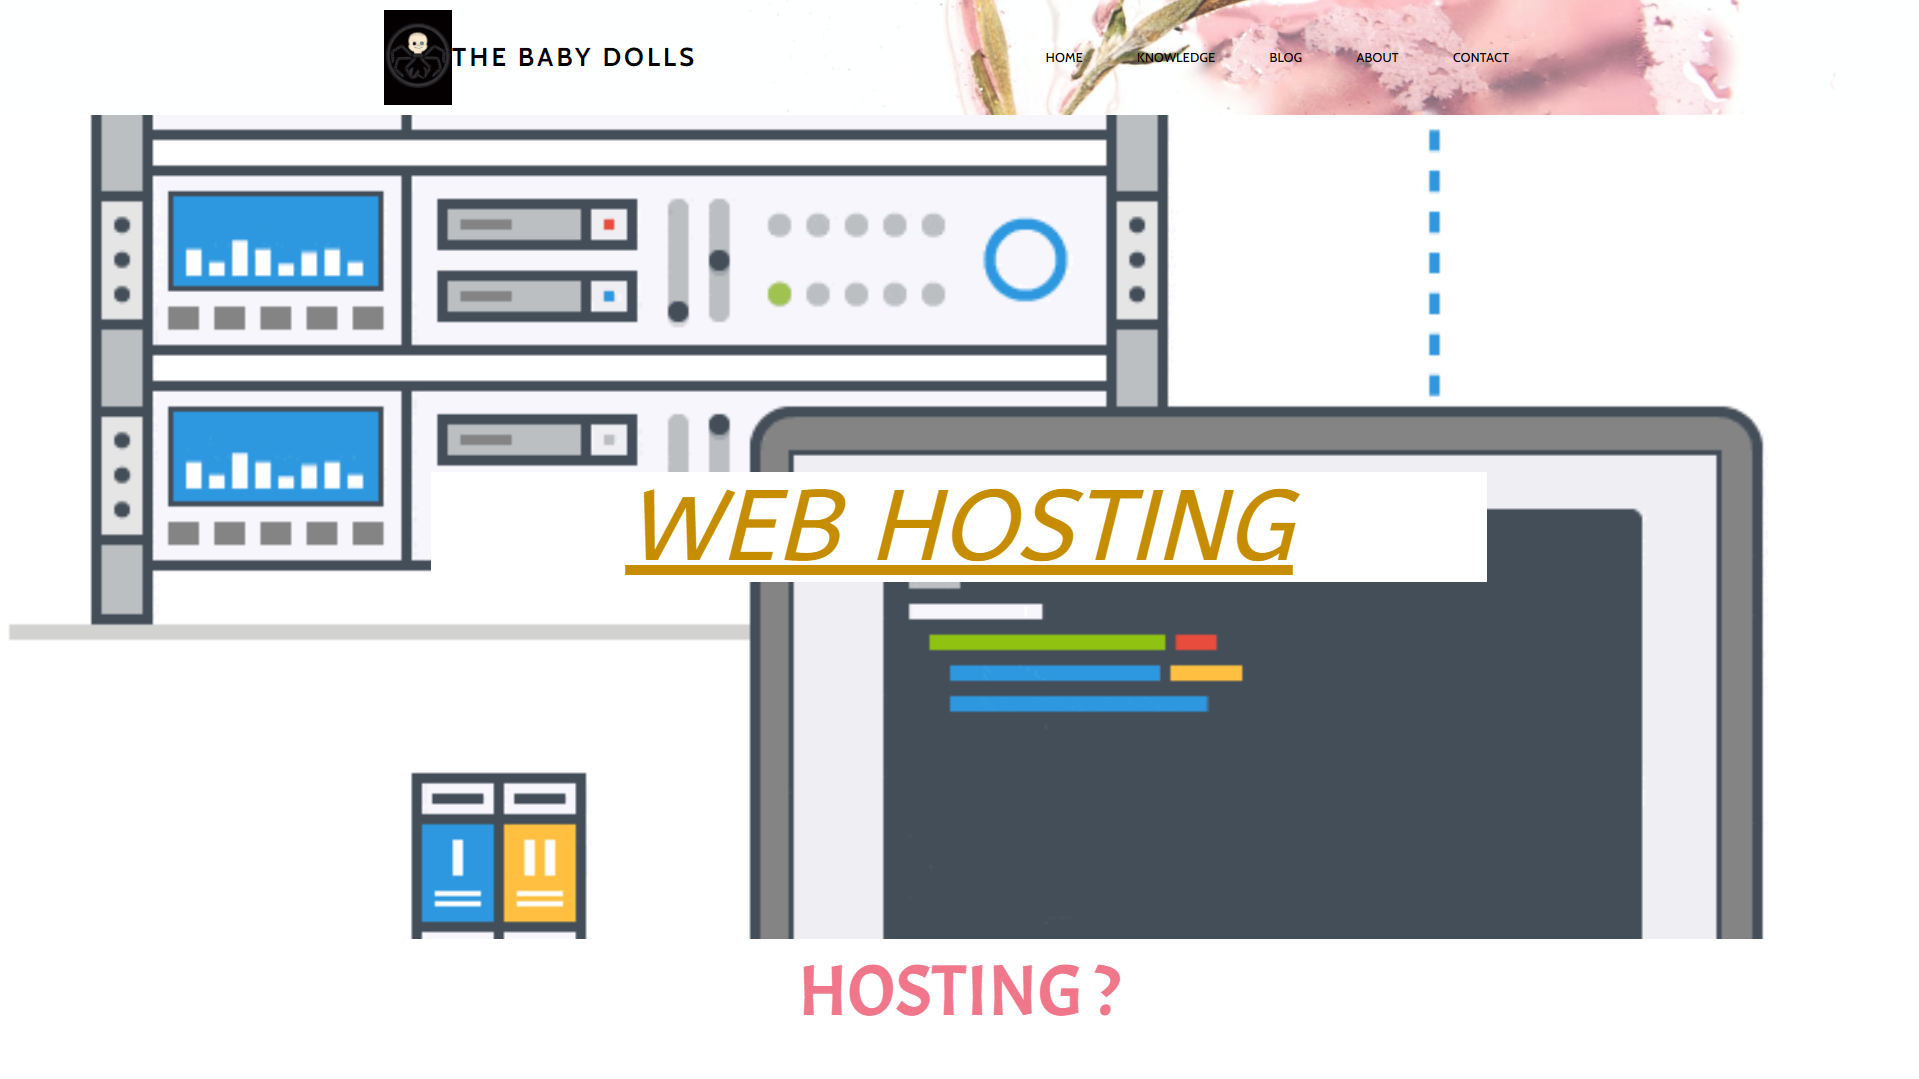 THE BABY DOLLS
HOME KNOWLEDGE BLOG ABOUT CONTACT
WEB HOSTING
HOSTING ?